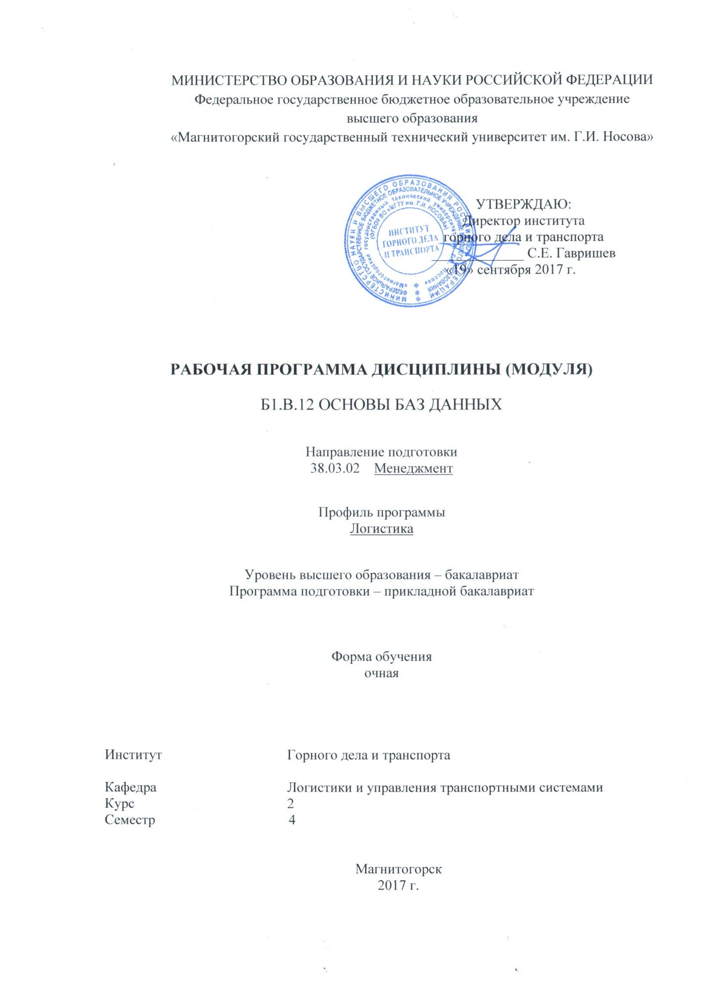 МИНИСТЕРСТВО ОБРАЗОВАНИЯ И НАУКИ РОССИЙСКОЙ ФЕДЕРАЦИИ
Федеральное государственное бюджетное образовательное учреждение
высшего образования
«Магнитогорский государственный технический университет им. Г.И. Носова»
УТВЕРЖДАЮ:
Директор института
горного дела и транспорта
С.Е. Гавришев
«19» сентября 2017 г.
МИНИСТЕРСТВО НАУКИ И ВЫСШЕГО ОБРАЗОВАНИЯ РОССИЙСКОЙ ФЕДЕРАЦИИ
ФЕДЕРАЛЬНОЕ ГОСУДАРСТВЕННОЕ БЮДЖЕТНОЕ ОБРАЗОВАТЕЛЬНОЕ УЧРЕЖДЕНИЕ ВЫСШЕГО ОБРАЗОВАНИЯ
«Магнитогорский государственный технический университет им. Г.И. Носова»
(ФГБОУ ВО «МГТУ им. Г.И. НОСОВА»)
ИНСТИТУТ
ГОРНОГО ДЕЛА
И ТРАНСПОРТА
РАБОЧАЯ ПРОГРАММА ДИСЦИПЛИНЫ (МОДУЛЯ)
Б1.В.12 ОСНОВЫ БАЗ ДАННЫХ
Направление подготовки
38.03.02 Менеджмент
Профиль программы
Логистика
Уровень высшего образования – бакалавриат
Программа подготовки – прикладной бакалавриат
Форма обучения
очная
Институт Горного дела и транспорта
Кафедра Логистики и управления транспортными системами
Курс 2
Семестр 4
Магнитогорск
2017 г.